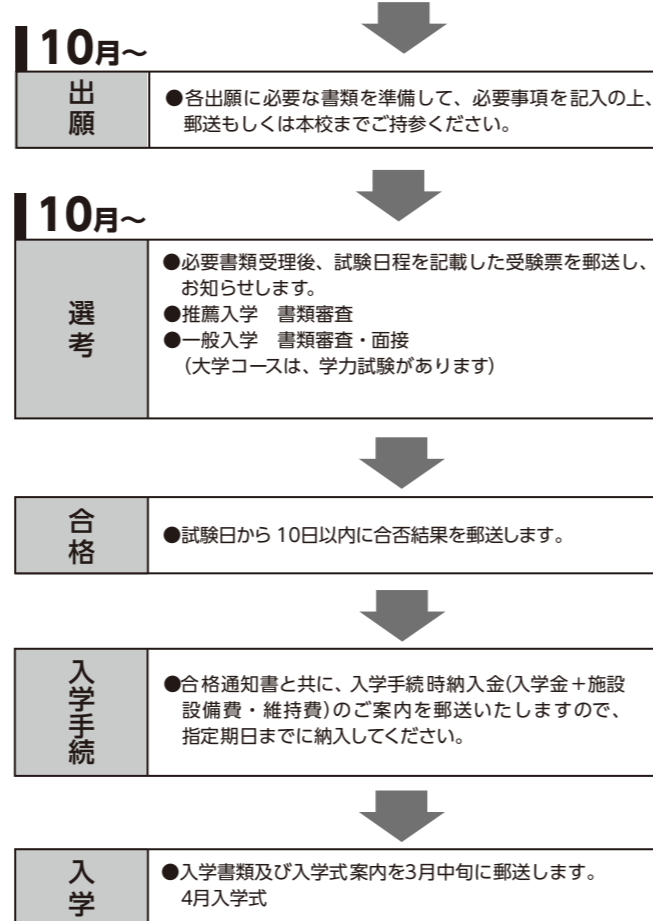 10月～
出願
●各出願に必要な書類を準備して、必要事項を記入の上、
郵送もしくは本校までご持参ください。
10月～
選考
●必要書類受理後、試験日程を記載した受験票を郵送し、
お知らせします。
●推薦入学　書類審査
●一般入学　書類審査・面接
（大学コースは、学力試験があります）
合格
●試験日から 10日以内に合否結果を郵送します。
入学手続
●合格通知書と共に、入学手続時納入金(入学金＋施設
設備費・維持費)のご案内を郵送いたしますので、
指定期日までに納入してください。
入学
●入学書類及び入学式案内を3月中旬に郵送します。
4月入学式